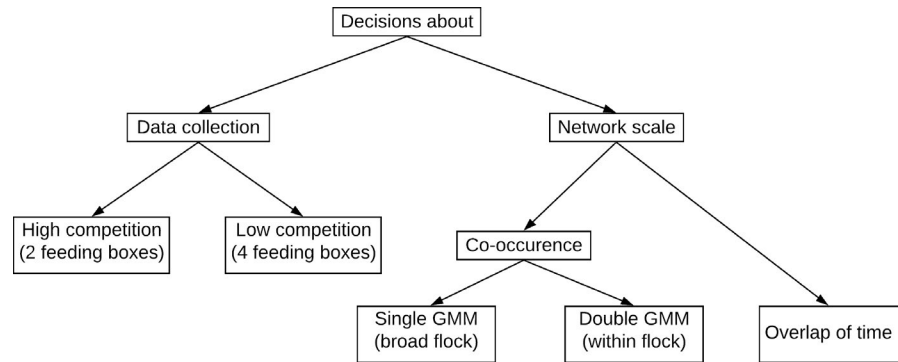 Decisions about
Data collection
Network scale
High competition
(2 feeding boxes)
Low competition
(4 feeding boxes)
Co-occurence
Single GMM
(broad flock)
Double GMM
(within flock)
Overlap of time